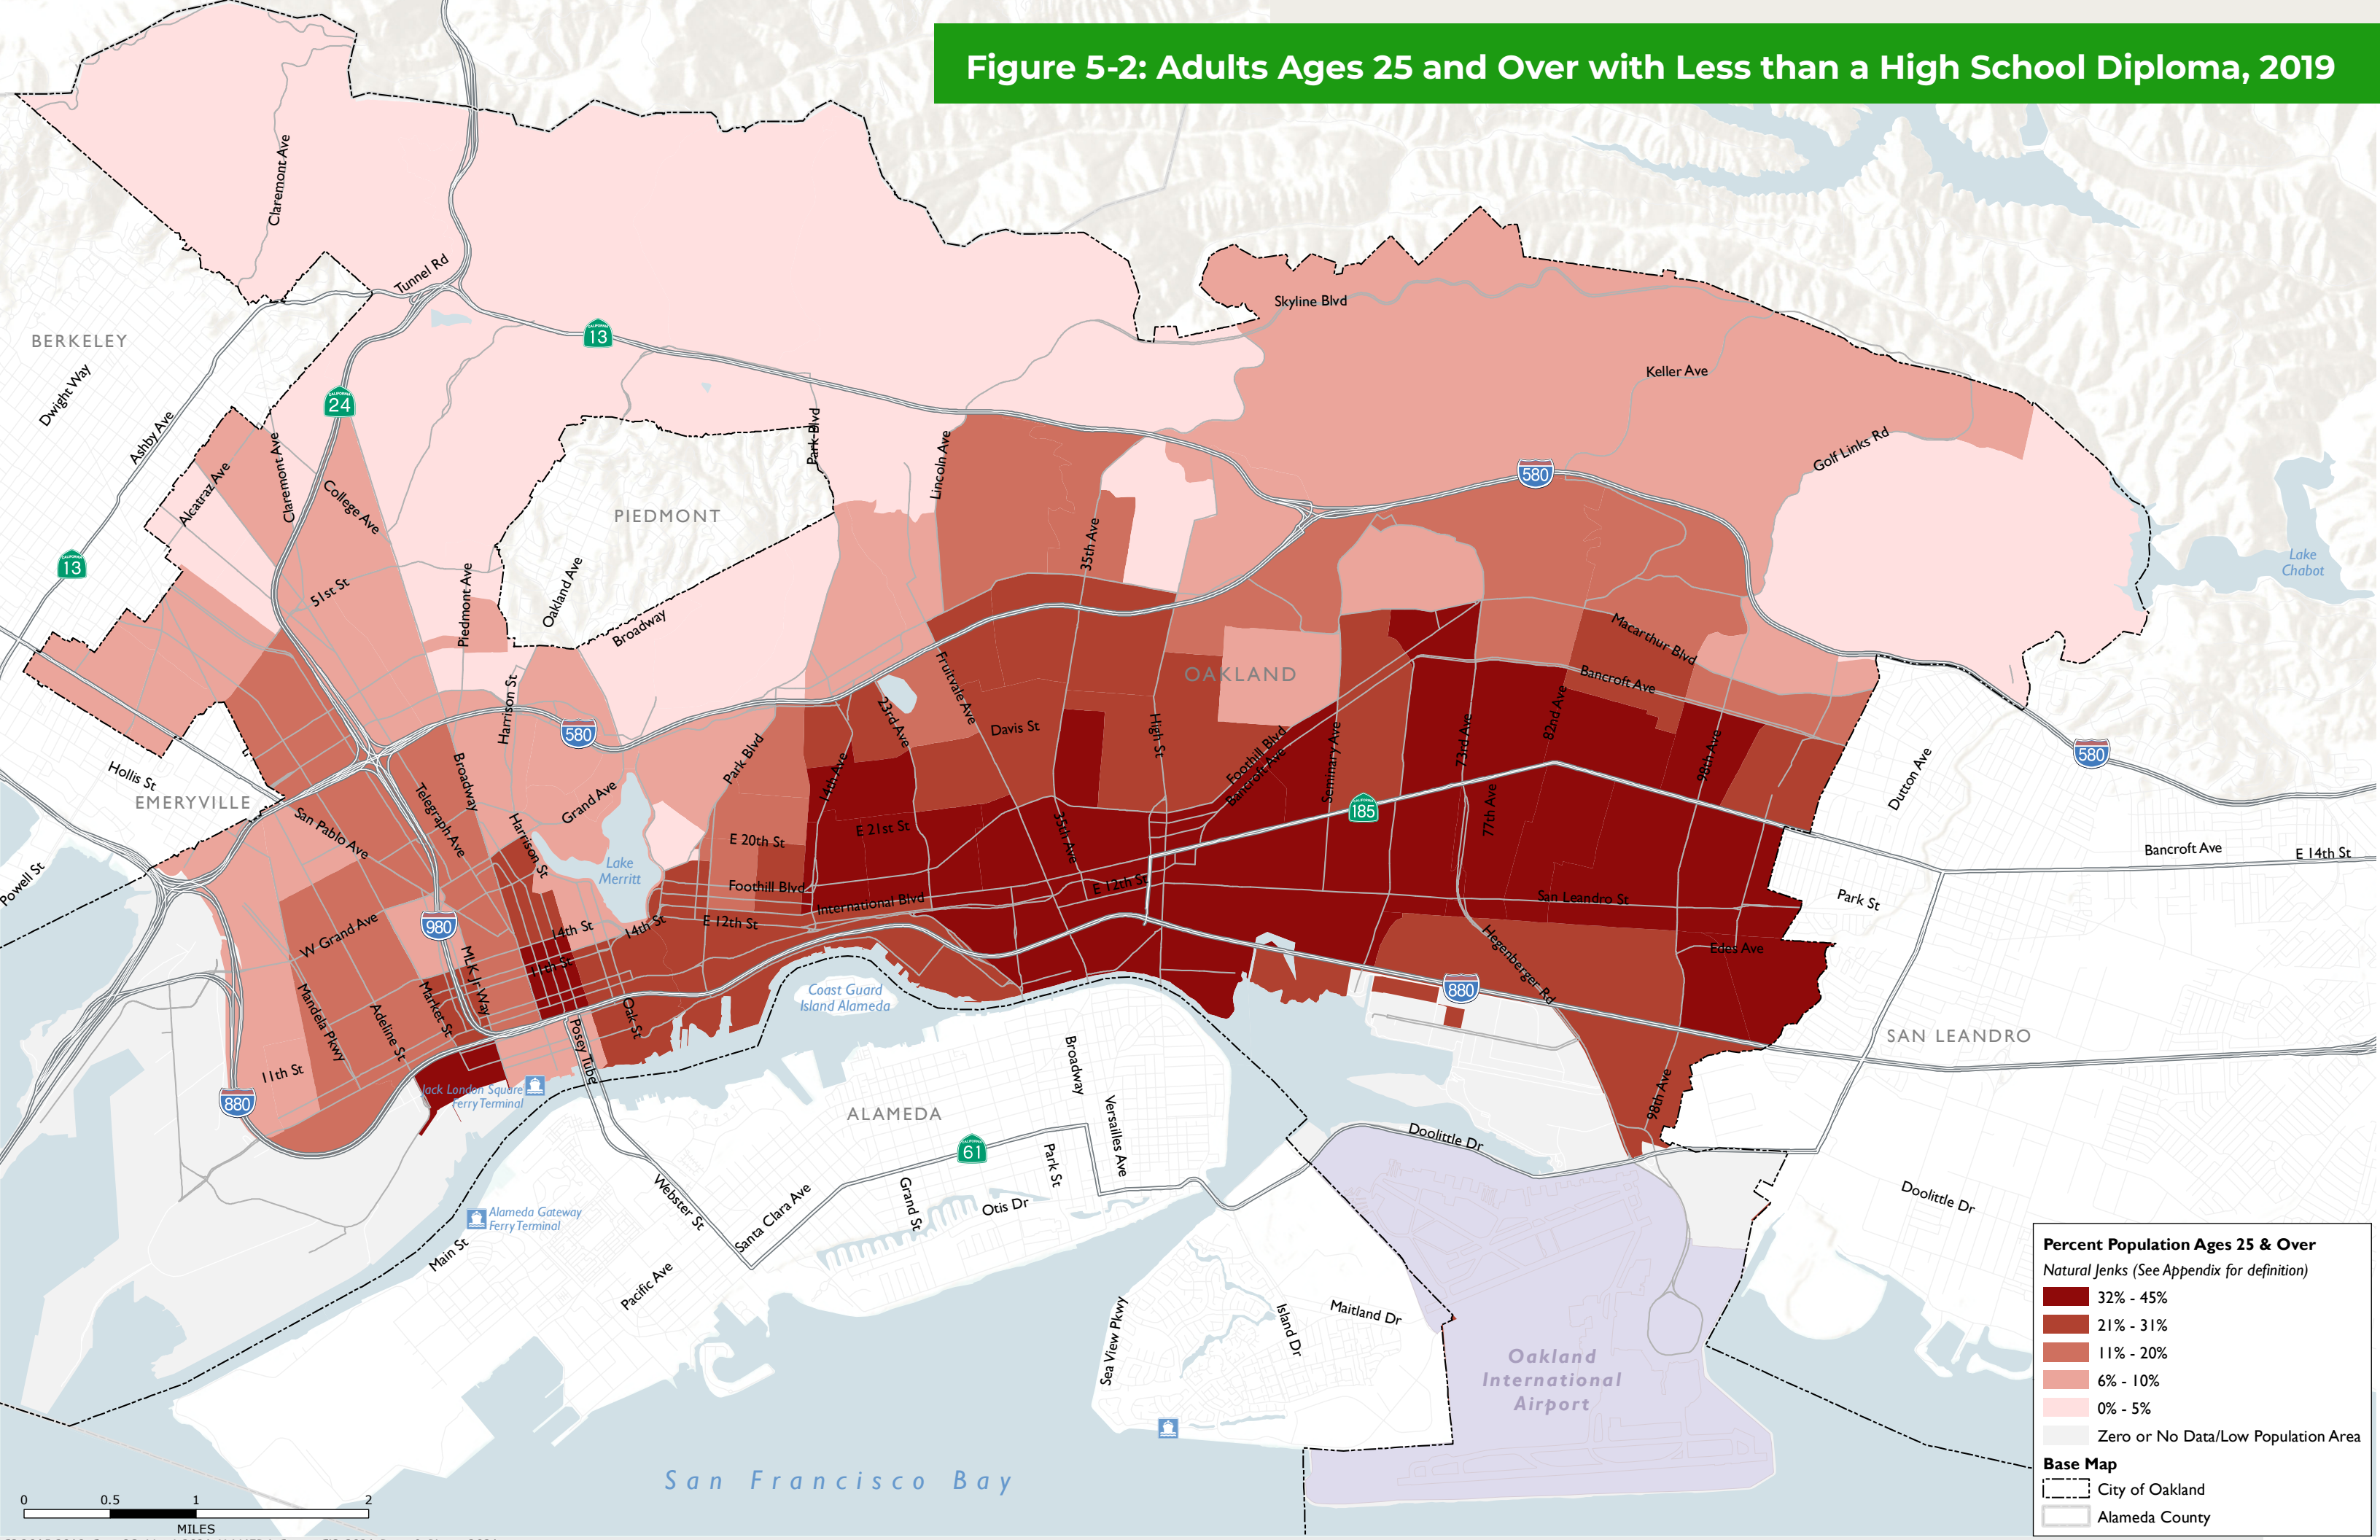 Figure 5-2: Adults Ages 25 and Over with Less than a High School Diploma, 2019
Claremont Ave
Tunnel Rd
BERKELEY
Dwight Way
Ashby Ave
CALIFORNIA
13
CALIFORNIA
24
CALIFORNIA
13
Skyline Blvd
Keller Ave
Golf Links Rd
580
Lake
Chabot
Alcatraz Ave
Claremont Ave
College Ave
51st St
Piedmont Ave
PIEDMONT
Oakland Ave
Broadway
Park Blvd
Lincoln Ave
35th Ave
Macarthur Blvd
Bancroft Ave
OAKLAND
Hollis St
EMERYVILLE
Powell St
San Pablo Ave
Telegraph Ave
Broadway
Harrison St
Harrison St
580
Grand Ave
Park Blvd
14th Ave
23rd Ave
Fruitvale Ave
Davis St
High St
Foothill Blvd
Bancroft Ave
Seminary Ave
73rd Ave
77th Ave
82nd Ave
98th Ave
580
Dutton Ave
Bancroft Ave
E 14th St
Park St
CALIFORNIA
185
E 20th St
E 21st St
35th Ave
Lake
Merritt
Foothill Blvd
International Blvd
E 12th St
E 12th St
San Leandro St
Edes Ave
14th St
14th St
11th St
W Grand Ave
980
MLK Jr Way
Market St
Adeline St
Mandela Pkwy
11th St
880
Oak St
Posey Tube
Jack London Square
Ferry Terminal
Coast Guard
Island Alameda
Hegenberger Rd
880
98th Ave
SAN LEANDRO
Doolittle Dr
Doolittle Dr
ALAMEDA
CALIFORNIA
61
Broadway
Versailles Ave
Park St
Grand St
Otis Dr
Santa Clara Ave
Webster St
Pacific Ave
Main St
Alameda Gateway
Ferry Terminal
Sea View Pkwy
Island Dr
Maitland Dr
Oakland
International
Airport
San Francisco Bay
0 0.5 1 2
MILES
Percent Population Ages 25 & Over
Natural Jenks (See Appendix for definition)
32% - 45%
21% - 31%
11% - 20%
6% - 10%
0% - 5%
Zero or No Data/Low Population Area
Base Map
City of Oakland
Alameda County